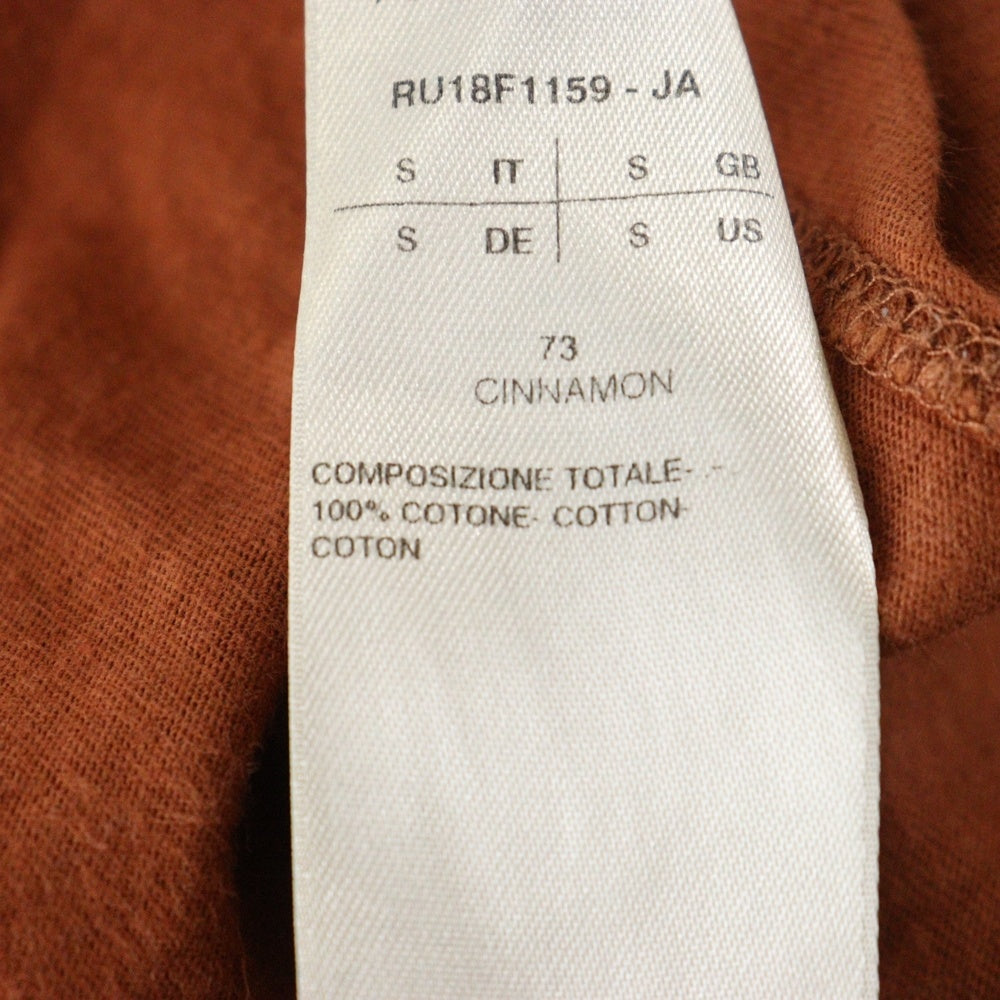 RU18F1159 - JA
S IT S GB
S DE S US
73
CINNAMON
COMPOSIZIONE TOTALE-
100% COTONE- COTTON-
COTON